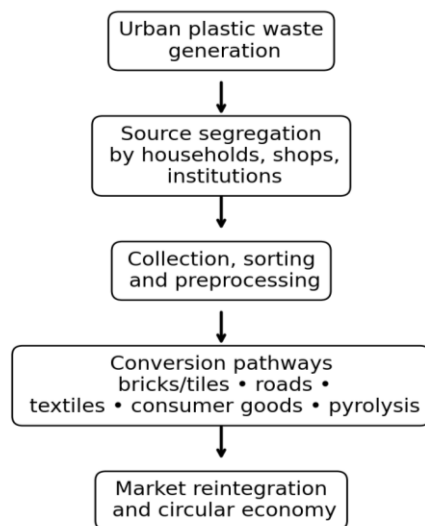 Urban plastic waste
generation
Source segregation
by households, shops,
institutions
Collection, sorting
and preprocessing
Conversion pathways
bricks/tiles • roads •
textiles • consumer goods • pyrolysis
Market reintegration
and circular economy